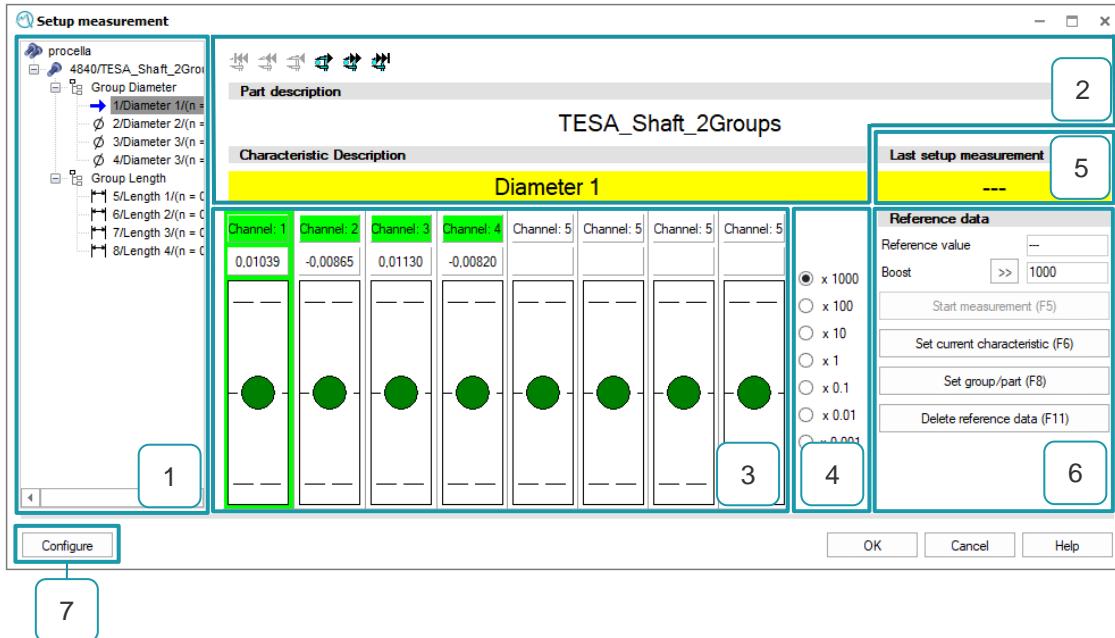 Setup measurement
procella
4840/TESA_Shaft_2Grou
Group Diameter
1/Diameter 1/(n =
2/Diameter 2/(n =
3/Diameter 3/(n =
4/Diameter 3/(n =
Group Length
5/Length 1/(n = 0
6/Length 2/(n = 0
7/Length 3/(n = 0
8/Length 4/(n = 0
1
Part description
2
TESA_Shaft_2Groups
Characteristic Description
Diameter 1
Last setup measurement
---
5
Channel: 1 Channel: 2 Channel: 3 Channel: 4 Channel: 5 Channel: 5 Channel: 5 Channel: 5
0,01039 -0,00865 0,01130 -0,00820
3
x 1000
x 100
x 10
x 1
x 0.1
x 0.01
x 0.001
4
Reference data
Reference value ---
Boost >> 1000
Start measurement (F5)
Set current characteristic (F6)
Set group/part (F8)
Delete reference data (F11)
6
Configure
OK Cancel Help
7